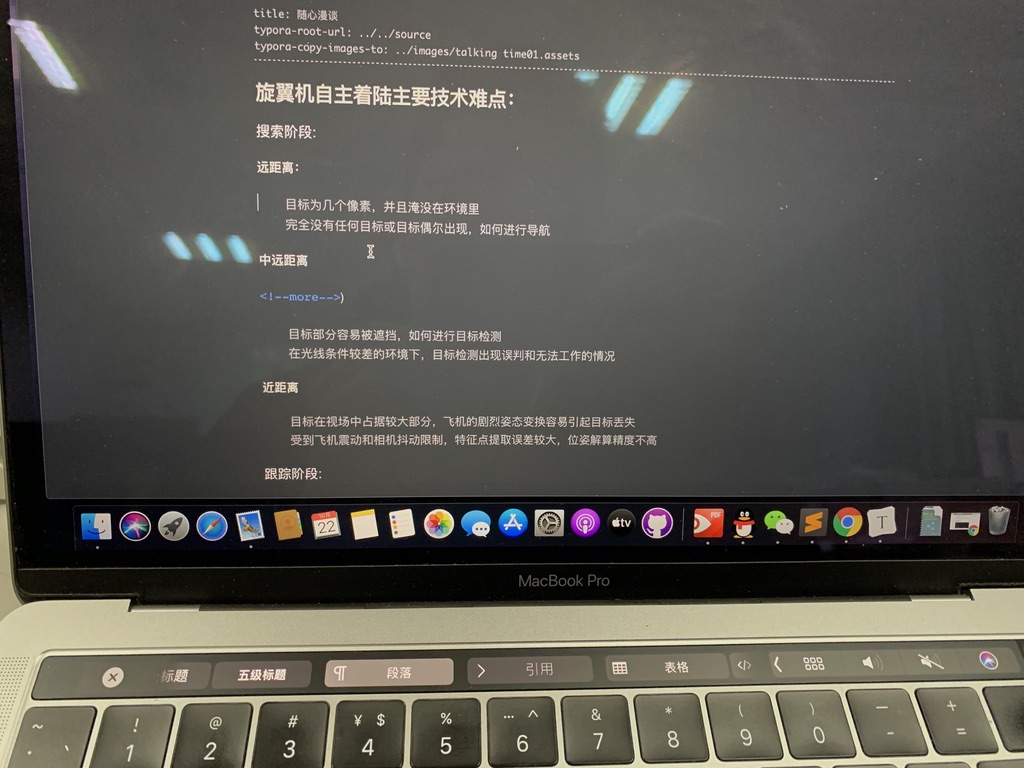 title: 随心漫谈
typora-root-url: ../../source
typora-copy-images-to: ../images/talking time01.assets
旋翼机自主着陆主要技术难点：
搜索阶段：
远距离：
目标为几个像素，并且淹没在环境里
完全没有任何目标或目标偶尔出现，如何进行导航
中远距离
<!--more-->)
目标部分容易被遮挡，如何进行目标检测
在光线条件较差的环境下，目标检测出现误判和无法工作的情况
近距离
目标在视场中占据较大部分，飞机的剧烈姿态变换容易引起目标丢失
受到飞机震动和相机抖动限制，特征点提取误差较大，位姿解算精度不高
跟踪阶段：
22
tv
PDF
T
MacBook Pro
标题 五级标题 ¶ 段落 > 引用 表格 </>
~ ! @ # ¥ $ % … ^ & * ( ) — +
· ` 1 2 3 4 5 6 7 8 9 0 - =